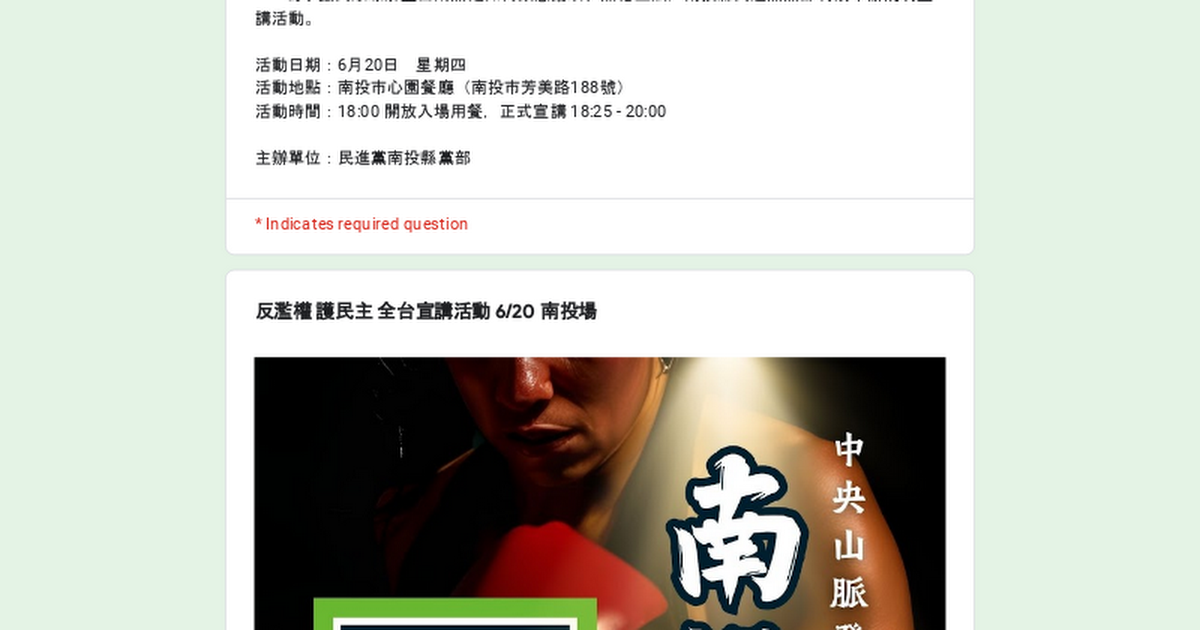 講活動。
活動日期：6月20日　星期四
活動地點：南投市心園餐廳（南投市芳美路188號）
活動時間：18:00 開放入場用餐，正式宣講 18:25 - 20:00
主辦單位：民進黨南投縣黨部
* Indicates required question
反濫權 護民主 全台宣講活動 6/20 南投場
南
中央山脈